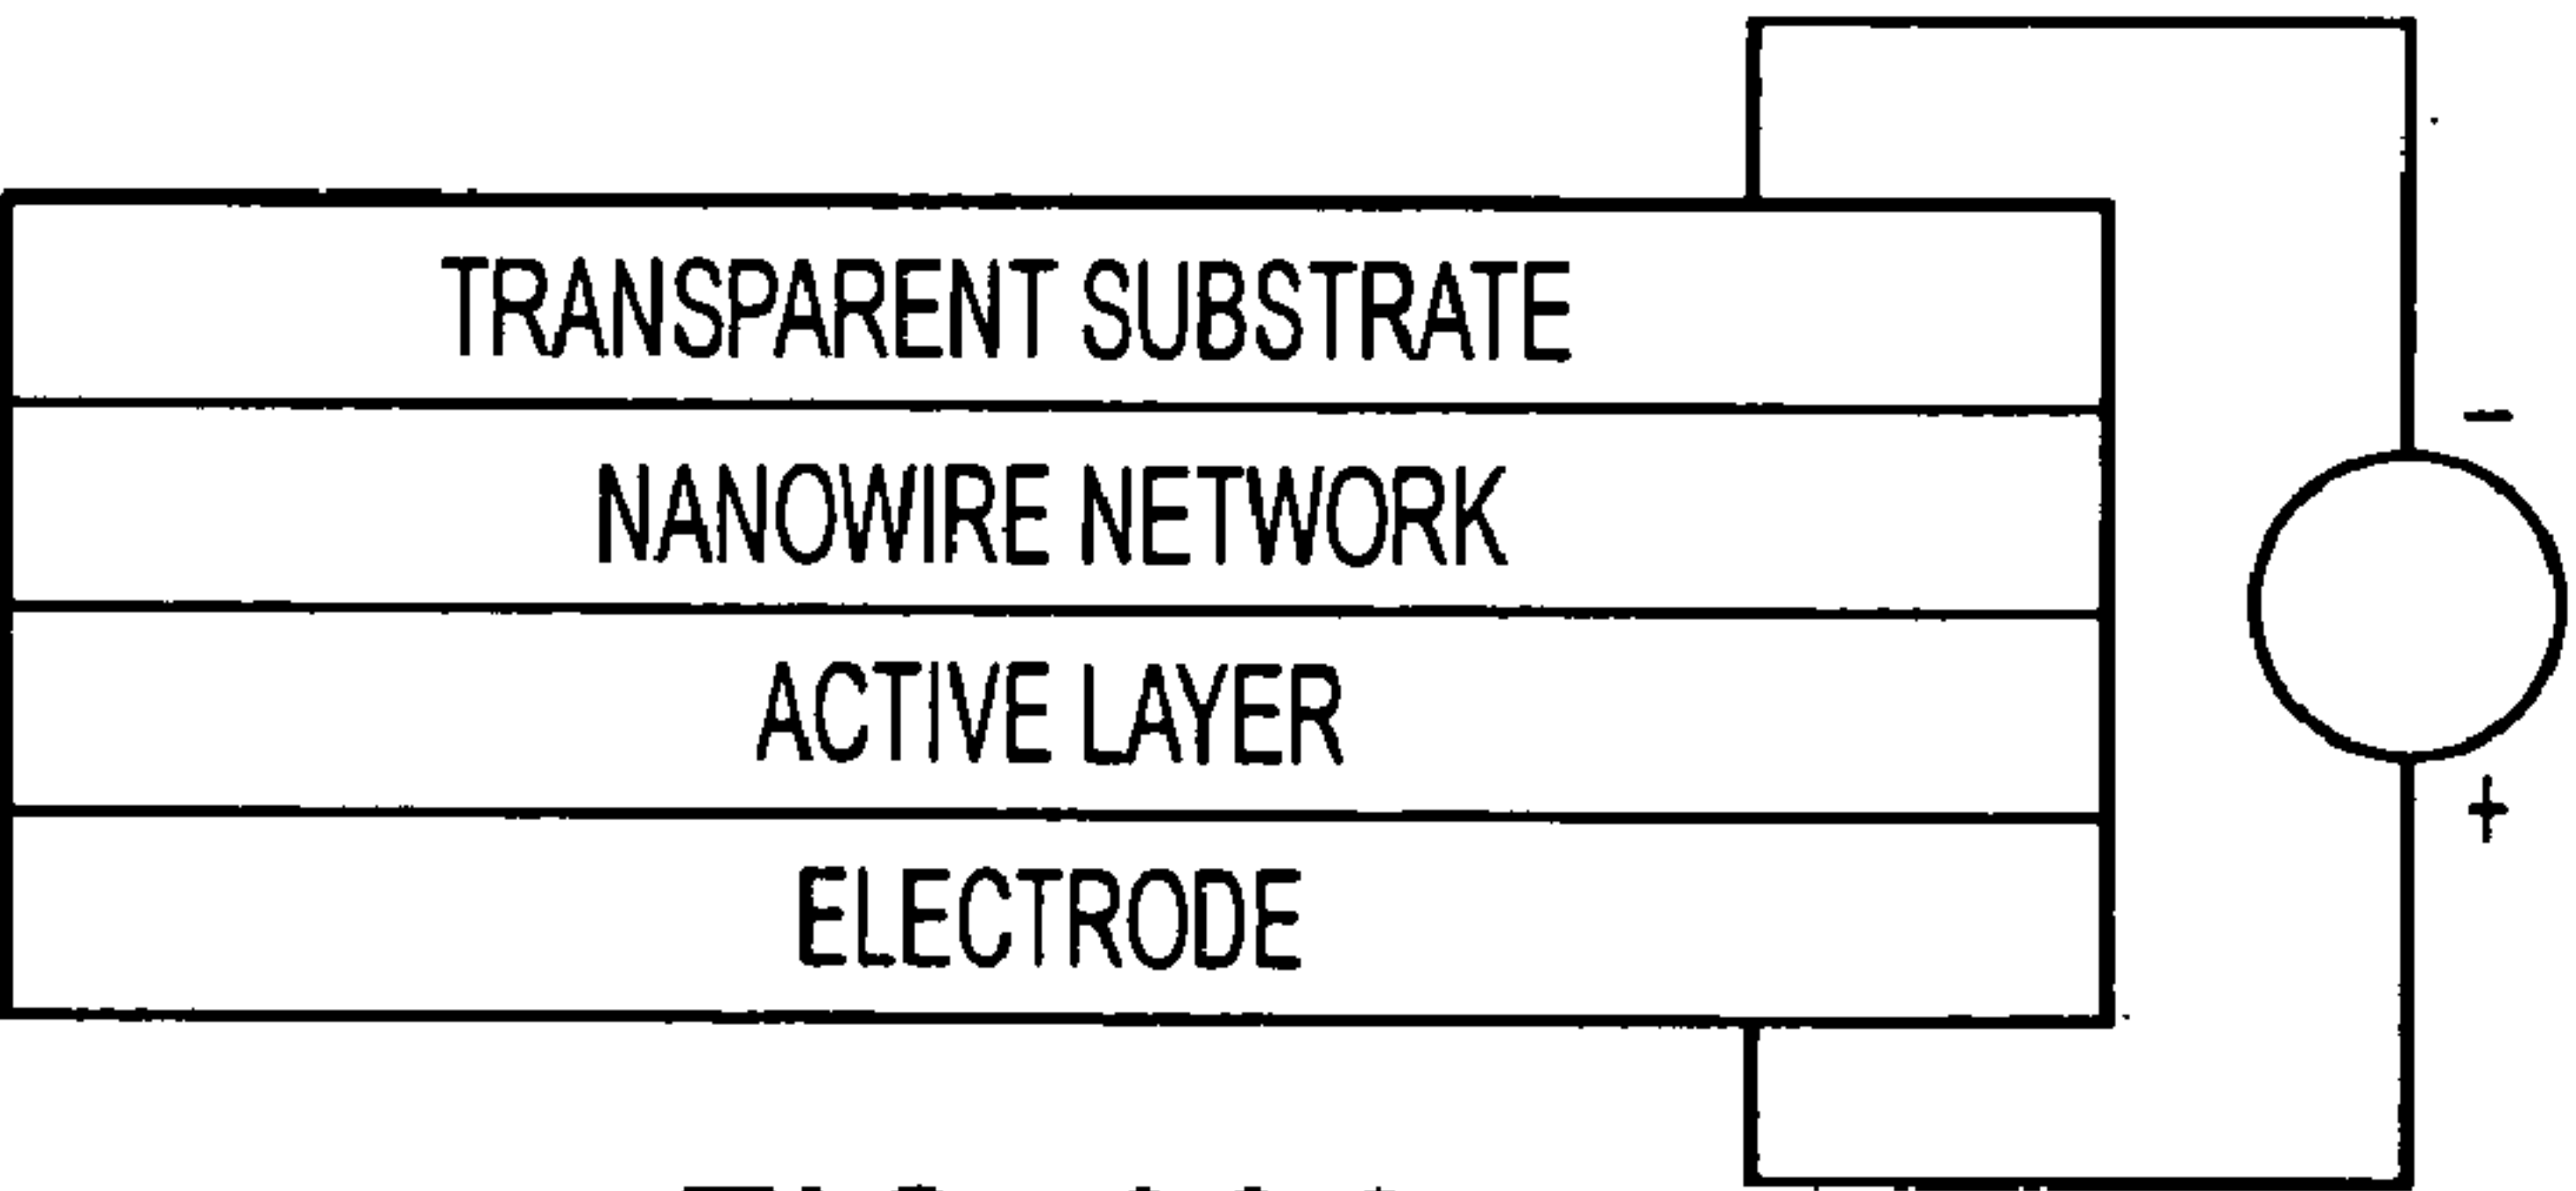 TRANSPARENT SUBSTRATE
NANOWIRE NETWORK
ACTIVE LAYER
ELECTRODE
−
+